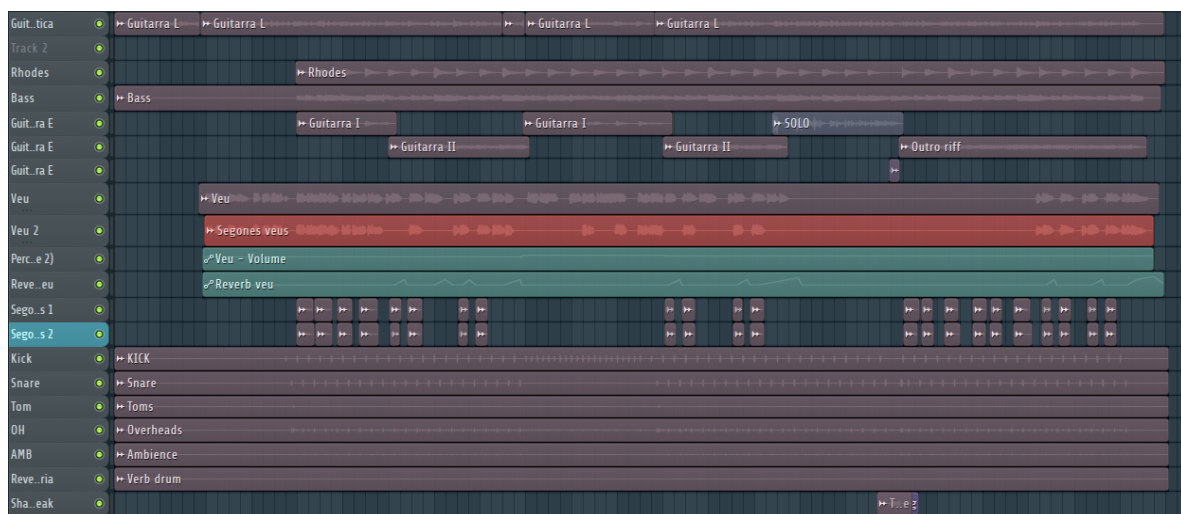 Guit..tica Guitarra L Guitarra L Guitarra L Guitarra L
Track 2
Rhodes Rhodes
Bass Bass
Guit..ra E Guitarra I Guitarra I SOLO
Guit..ra E Guitarra II Guitarra II Outro riff
Guit..ra E
Veu Veu
Veu 2 Segones veus
Perc..e 2) Veu - Volume
Reve..eu Reverb veu
Sego..s 1
Sego..s 2
Kick KICK
Snare Snare
Tom Toms
OH Overheads
AMB Ambience
Reve..ria Verb drum
Sha..eak T..eg